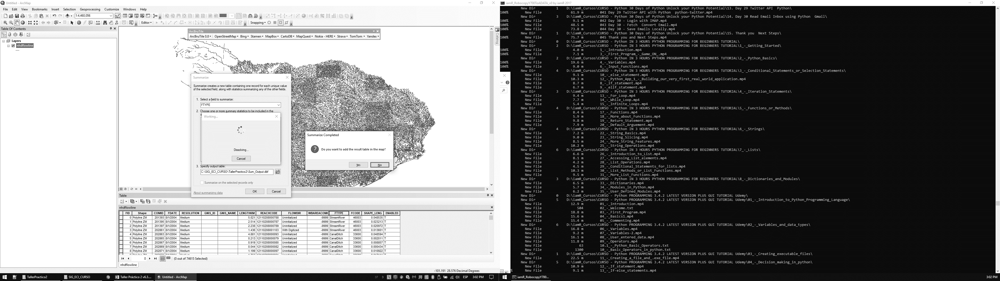 Untitled - ArcMap
File Edit View Bookmarks Insert Selection Geoprocessing Customize Windows Help
1:4,460,056
Editor
Snapping
Table Of Contents
Layers
nhdflowline
ArcBruTile
ArcBruTile 0.8 OpenStreetMap Bing Stamen MapBox CartoDB MapQuest Nokia - HERE Strava TomTom Yandex
Catalog
Summarize
Summarize creates a new table containing one record for each unique value
of the selected field, along with statistics summarizing any of the other fields.
1. Select a field to summarize:
FTYPE
2. Choose one or more summary statistics to be included in the
Working...
Dissolving...
Cancel
3. Specify output table:
C:\SIG_ECI_CURSO\TallerPractico2\Sum_Output.dbf
Summarize on the selected records only
About summarizing data
OK
Cancel
Summarize Completed
Do you want to add the result table in the map?
Yes
No
Table
nhdflowline
FID Shape COMID FDATE RESOLUTION GNIS_ID GNIS_NAME LENGTHKM REACHCODE FLOWDIR WBAREACOMI FTYPE FCODE SHAPE_LENG ENABLED
0 Polyline ZM 201393 8/1/2004 Medium 5.021 12110208000788 Uninitialized -9999 StreamRiver 46003 0.048535 T
1 Polyline ZM 201395 8/1/2004 Medium 2.514 12110208000787 Uninitialized -9999 StreamRiver 46003 0.023213 T
2 Polyline ZM 201397 8/1/2004 Medium 2.238 12110208000789 Uninitialized -9999 StreamRiver 46003 0.020972 T
3 Polyline ZM 202861 8/1/2004 Medium 1.436 12110208001103 With Digitized -9999 StreamRiver 46003 0.013601 T
4 Polyline ZM 202863 8/1/2004 Medium 4.881 12110208000093 Uninitialized -9999 CanalDitch 33600 0.048594 T
5 Polyline ZM 202865 8/1/2004 Medium 0.213 12110208000079 Uninitialized -9999 CanalDitch 33600 0.002011 T
6 Polyline ZM 202867 8/1/2004 Medium 0.919 12110208000080 Uninitialized -9999 CanalDitch 33600 0.008857 T
7 Polyline ZM 202869 8/1/2004 Medium 0.044 12110208000082 Uninitialized -9999 CanalDitch 33600 0.000434 T
8 Polyline ZM 202871 8/1/2004 Medium 1.199 12110208000097 Uninitialized -9999 CanalDitch 33600 0.010922 T
0
(0 out of 74615 Selected)
nhdflowline
-101.191 28.576 Decimal Degrees
TallerPractico2
SIG_ECI_CURSO
Taller Práctico 2 v6.3....
Untitled - ArcMap
37 3
ESP
3:02 PM
iamR_RobocopyY700ToADATA_v0 by iamR 2017
New Dir 1 D:\iamR_Cursos\CURSO - Python 30 Days of Python Unlock your Python Potential\13. Day 29 Twitter API  Python\
100% New File 61.9 m 041 Day 29 Twitter API with Python  python-twitter.mp4
New Dir 3 D:\iamR_Cursos\CURSO - Python 30 Days of Python Unlock your Python Potential\14. Day 30 Read Email Inbox using Python  Gmail\
100% New File 9.1 m 042 Day 30 - Login with IMAP.mp4
100% New File 48.5 m 043 Day 30 - Fetch  Convert Email.mp4
100% New File 73.8 m 044 Day 30 - Save Emails Locally.mp4
New Dir 1 D:\iamR_Cursos\CURSO - Python 30 Days of Python Unlock your Python Potential\15. Thank you  Next Steps\
100% New File 75.7 m 045 Thank you and Next Steps.mp4
New Dir 0 D:\iamR_Cursos\CURSO - Python IN 3 HOURS PYTHON PROGRAMMING FOR BEGINNERS TUTORIAL\
New Dir 2 D:\iamR_Cursos\CURSO - Python IN 3 HOURS PYTHON PROGRAMMING FOR BEGINNERS TUTORIAL\1_-_Getting_Started\
100% New File 4.0 m 1_-_Introduction.mp4
100% New File 7.1 m 3_-_First_Program_-_Game_ON_.mp4
New Dir 2 D:\iamR_Cursos\CURSO - Python IN 3 HOURS PYTHON PROGRAMMING FOR BEGINNERS TUTORIAL\2_-_Python_Basics\
100% New File 19.6 m 4_-_Variables.mp4
100% New File 9.0 m 6_-_Input_Functions.mp4
New Dir 4 D:\iamR_Cursos\CURSO - Python IN 3 HOURS PYTHON PROGRAMMING FOR BEGINNERS TUTORIAL\3_-_Conditional_Statements_or_Selection_Statements\
New File 9.1 m 10_-_else_statement.mp4
New File 10.3 m 12_-_Python_App_1_-_Building_our_very_first_real_world_application.mp4
New File 8.7 m 8_-_if_statement.mp4
New File 6.7 m 9_-_elif_statement.mp4
New Dir 3 D:\iamR_Cursos\CURSO - Python IN 3 HOURS PYTHON PROGRAMMING FOR BEGINNERS TUTORIAL\4_-_Iteration_Statements\
New File 9.4 m 13_-_For_Loop.mp4
New File 7.7 m 14_-_While_Loop.mp4
New File 5.4 m 15_-_Infinite_Loops.mp4
New Dir 4 D:\iamR_Cursos\CURSO - Python IN 3 HOURS PYTHON PROGRAMMING FOR BEGINNERS TUTORIAL\5_-_Functions_or_Methods\
New File 8.4 m 17_-_Functions.mp4
New File 5.9 m 18_-_More_about_Functions.mp4
New File 9.8 m 19_-_Return_Statement.mp4
New File 7.9 m 20_-_Default_Arguement.mp4
New Dir 4 D:\iamR_Cursos\CURSO - Python IN 3 HOURS PYTHON PROGRAMMING FOR BEGINNERS TUTORIAL\6_-_Strings\
New File 7.2 m 22_-_String_Basics.mp4
New File 9.0 m 23_-_String_Slicing.mp4
New File 8.5 m 24_-_More_String_Features.mp4
New File 10.2 m 25_-_String_Operations.mp4
New Dir 6 D:\iamR_Cursos\CURSO - Python IN 3 HOURS PYTHON PROGRAMMING FOR BEGINNERS TUTORIAL\7_-_Lists\
New File 6.6 m 26_-_Introduction_to_List.mp4
New File 8.1 m 27_-_Accessing_List_elements.mp4
New File 4.2 m 28_-_List_Operations.mp4
New File 4.5 m 29_-_Conditional_Statements_for_lists.mp4
New File 10.3 m 30_-_List_Methods_or_List_Functions.mp4
New File 9.5 m 31_-_More_List_Functions.mp4
New Dir 3 D:\iamR_Cursos\CURSO - Python IN 3 HOURS PYTHON PROGRAMMING FOR BEGINNERS TUTORIAL\8_-_Dictionaries_and_Modules\
New File 6.5 m 33_-_Dictionaries.mp4
New File 5.7 m 34_-_Modules_in_Python.mp4
New File 6.2 m 35_-_User_Defined_Modules.mp4
New Dir 0 D:\iamR_Cursos\CURSO - Python PROGRAMMING 3.4.2 LATEST VERSION PLUS GUI TUTORIAL Udemy\
New Dir 5 D:\iamR_Cursos\CURSO - Python PROGRAMMING 3.4.2 LATEST VERSION PLUS GUI TUTORIAL Udemy\01_-_Introduction_to_Python_Programming_Language\
New File 12.9 m 01_-_Introduction.mp4
New File 504 02_-_Welcome.txt
New File 18.8 m 03_-_First_Program.mp4
New File 15.6 m 04_-_Basics1.mp4
New File 15.4 m 05_-_Commenting.mp4
New Dir 6 D:\iamR_Cursos\CURSO - Python PROGRAMMING 3.4.2 LATEST VERSION PLUS GUI TUTORIAL Udemy\02_-_Variables_and_data_types\
New File 16.8 m 06_-_Variables.mp4
New File 9.2 m 07_-_Variables-2.mp4
New File 16.1 m 08_-_User_entered_data.mp4
New File 11.8 m 09_-_Operators.mp4
New File 63 10.1_-_Python_Basic_Operators.txt
New File 1300 10_-_Basic_Operators_in_python.txt
New Dir 1 D:\iamR_Cursos\CURSO - Python PROGRAMMING 3.4.2 LATEST VERSION PLUS GUI TUTORIAL Udemy\03_-_Creating_executable_files\
New File 22.5 m 11_-_Creating_a_file_and_.exe_file.mp4
New Dir 5 D:\iamR_Cursos\CURSO - Python PROGRAMMING 3.4.2 LATEST VERSION PLUS GUI TUTORIAL Udemy\04_-_Decision_making_in_python\
New File 10.9 m 12_-_If_statement.mp4
% New File 9.1 m 13_-_If-else_statements.mp4
iamR_RobocopyY700...
3:02 PM